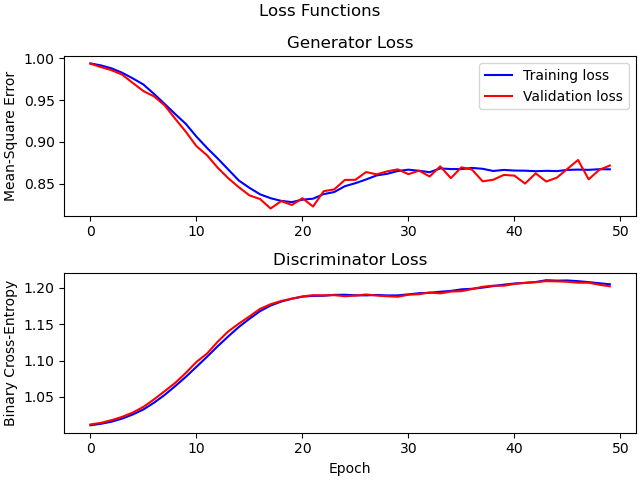 Loss Functions
Generator Loss
Mean-Square Error
1.00
0.95
0.90
0.85
Training loss
Validation loss
0 10 20 30 40 50
Discriminator Loss
Binary Cross-Entropy
1.20
1.15
1.10
1.05
0 10 20 30 40 50
Epoch